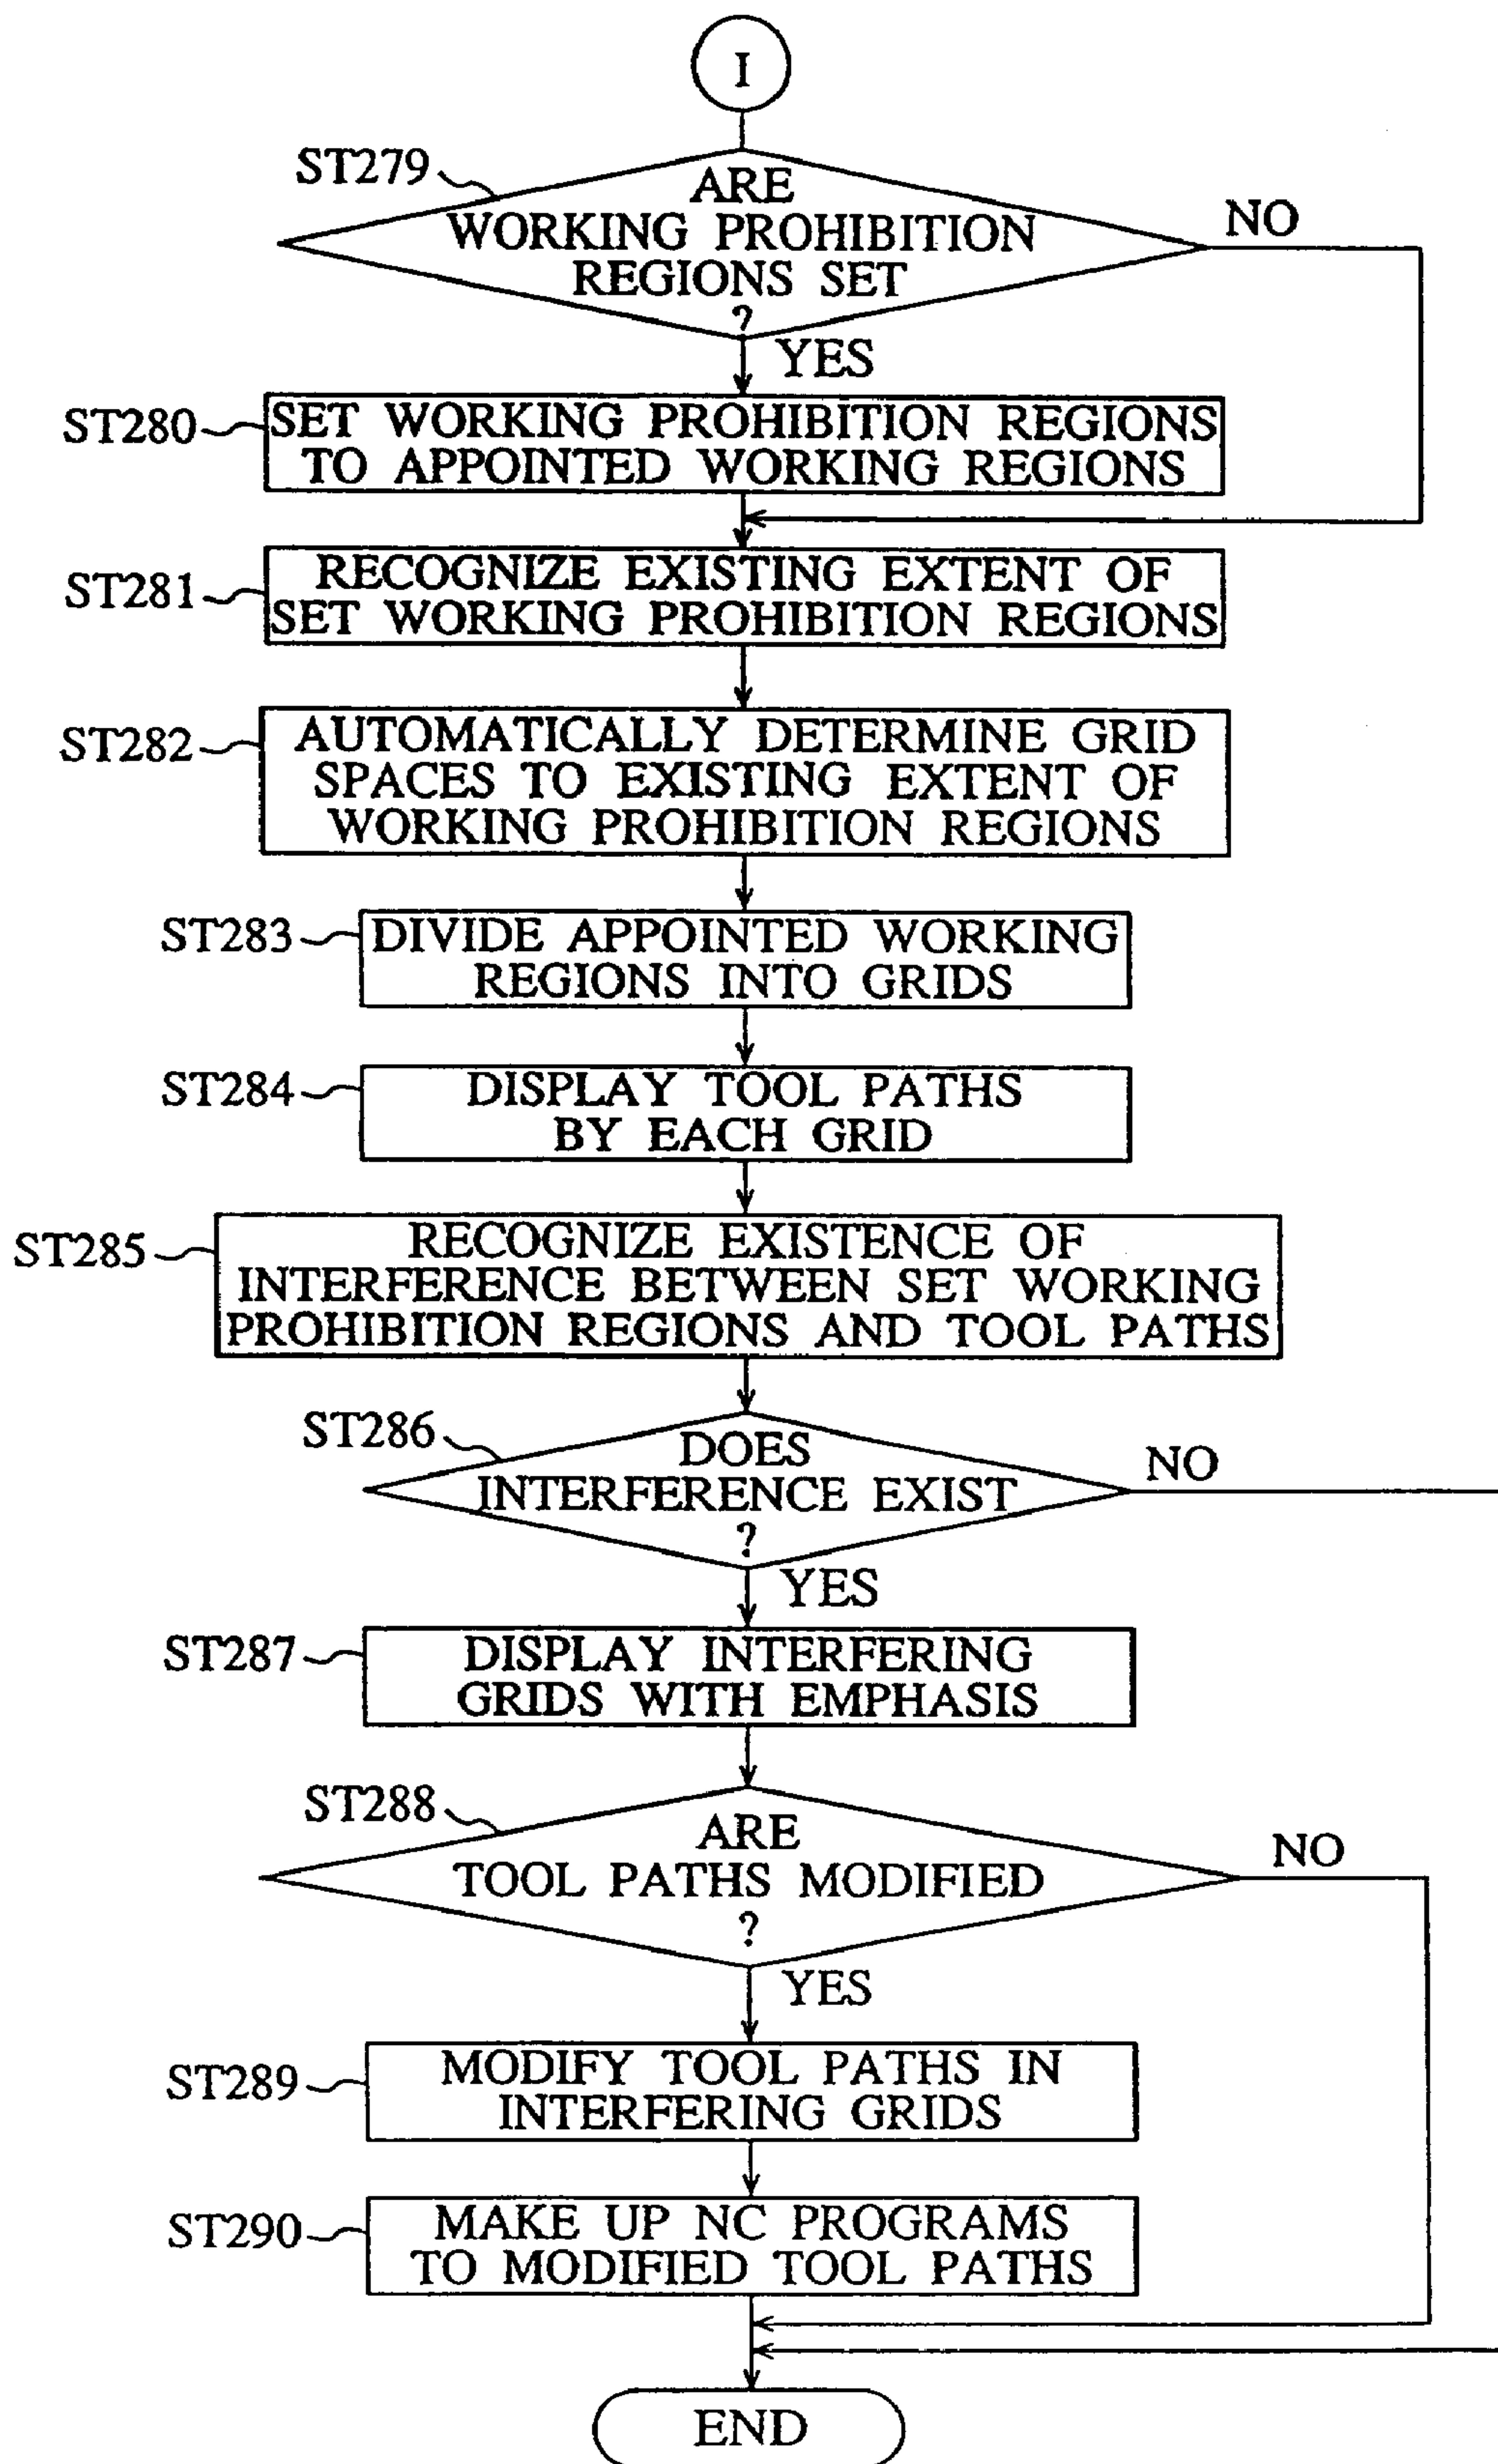 I
ST279
ARE
WORKING PROHIBITION
REGIONS SET
?
NO
YES
ST280
SET WORKING PROHIBITION REGIONS
TO APPOINTED WORKING REGIONS
ST281
RECOGNIZE EXISTING EXTENT OF
SET WORKING PROHIBITION REGIONS
ST282
AUTOMATICALLY DETERMINE GRID
SPACES TO EXISTING EXTENT OF
WORKING PROHIBITION REGIONS
ST283
DIVIDE APPOINTED WORKING
REGIONS INTO GRIDS
ST284
DISPLAY TOOL PATHS
BY EACH GRID
ST285
RECOGNIZE EXISTENCE OF
INTERFERENCE BETWEEN SET WORKING
PROHIBITION REGIONS AND TOOL PATHS
ST286
DOES
INTERFERENCE EXIST
?
NO
YES
ST287
DISPLAY INTERFERING
GRIDS WITH EMPHASIS
ST288
ARE
TOOL PATHS MODIFIED
?
NO
YES
ST289
MODIFY TOOL PATHS IN
INTERFERING GRIDS
ST290
MAKE UP NC PROGRAMS
TO MODIFIED TOOL PATHS
END